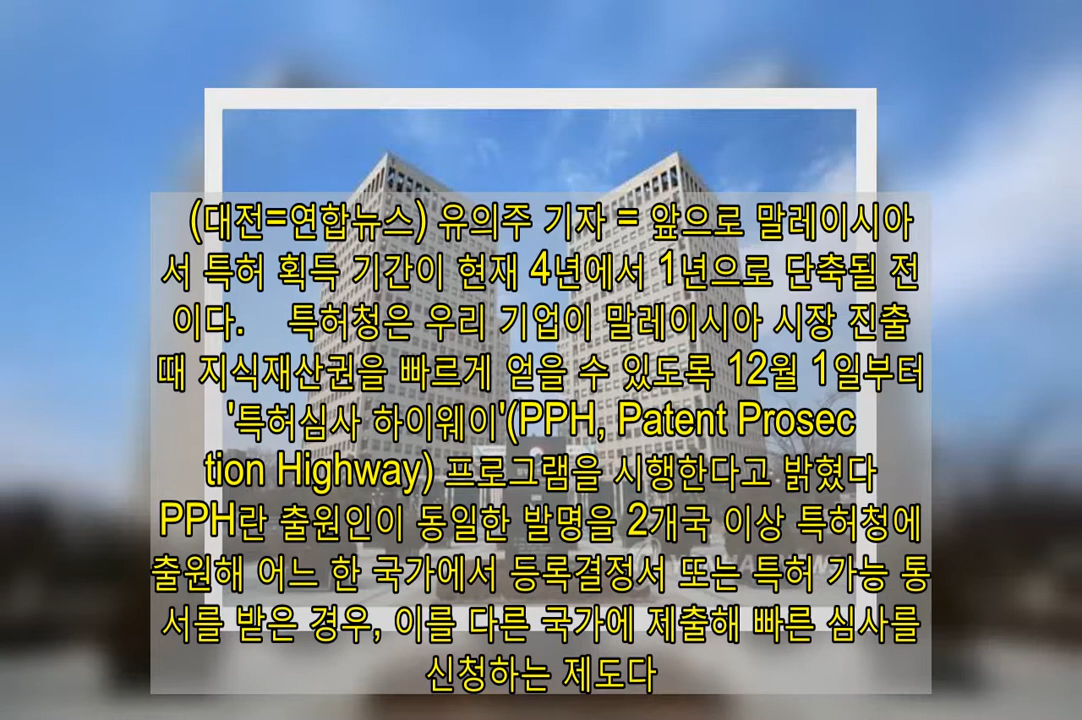 (대전=연합뉴스) 유의주 기자 = 앞으로 말레이시아
서 특허 획득 기간이 현재 4년에서 1년으로 단축될 전
이다. 특허청은 우리 기업이 말레이시아 시장 진출
때 지식재산권을 빠르게 얻을 수 있도록 12월 1일부터
'특허심사 하이웨이'(PPH, Patent Prosec
tion Highway) 프로그램을 시행한다고 밝혔다
PPH란 출원인이 동일한 발명을 2개국 이상 특허청에
출원해 어느 한 국가에서 등록결정서 또는 특허 가능 통
서를 받은 경우, 이를 다른 국가에 제출해 빠른 심사를
신청하는 제도다